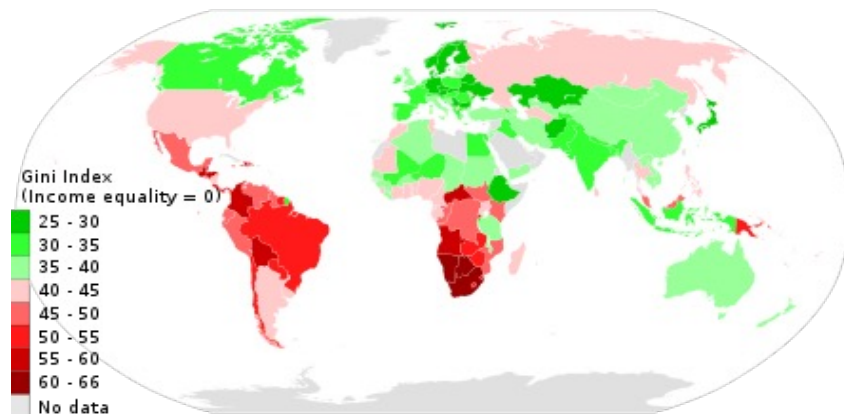 Gini Index
(Income equality = 0)
25 - 30
30 - 35
35 - 40
40 - 45
45 - 50
50 - 55
55 - 60
60 - 66
No data